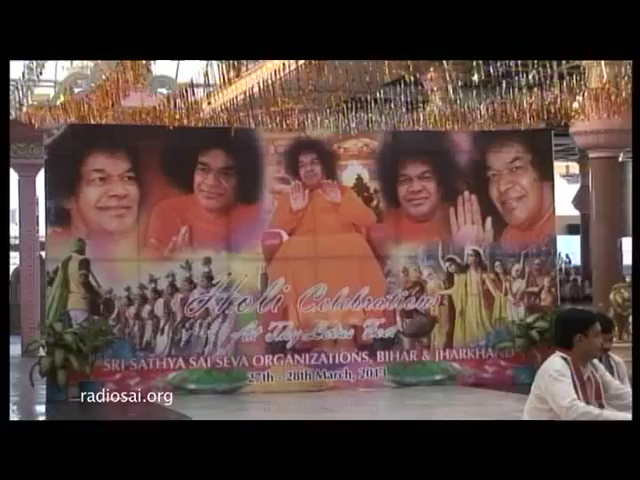 Holi Celebration
At Thy Lotus Feet
SRI SATHYA SAI SEVA ORGANIZATIONS, BIHAR & JHARKHAND
27th - 28th March, 2013
radiosai.org